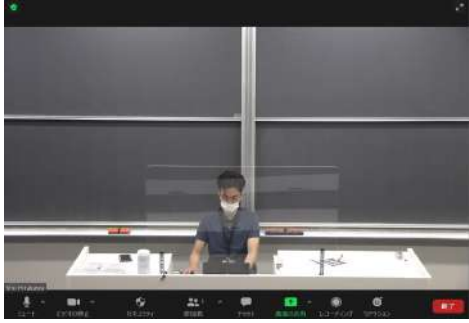 ミュート
ビデオの停止
セキュリティ
参加者
1
チャット
画面の共有
レコーディング
リアクション
終了